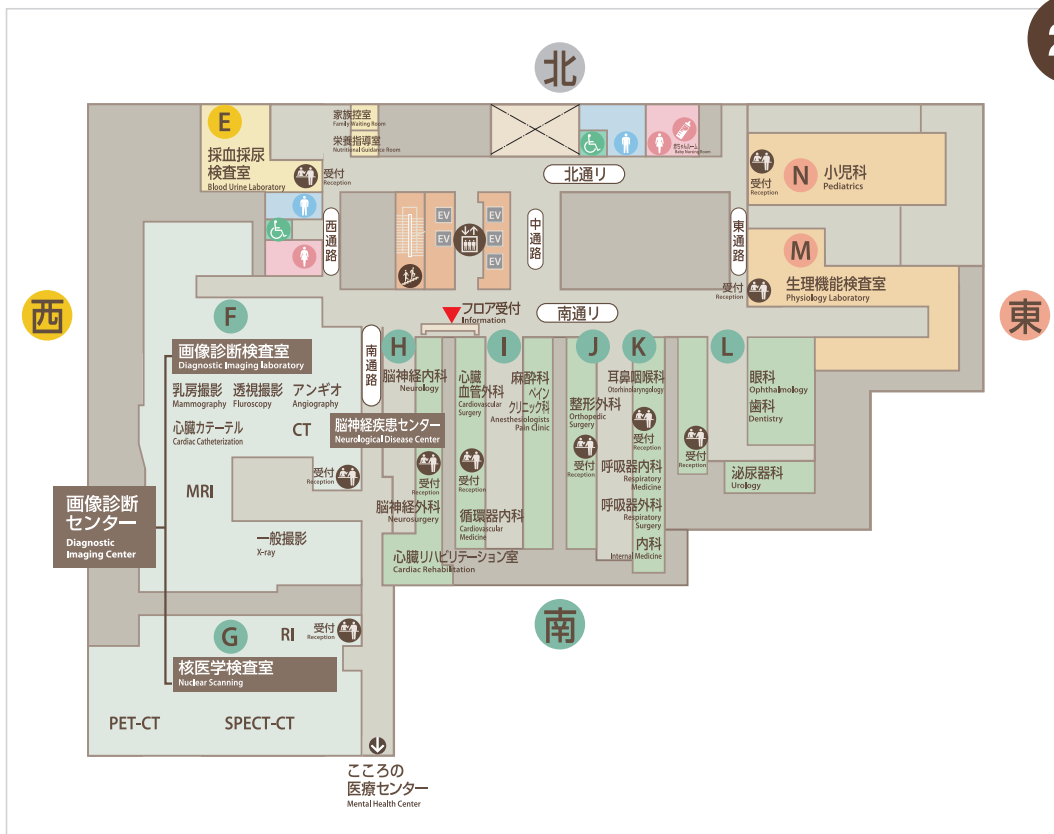 2
北
E
採血採尿
検査室
Blood Urine Laboratory
受付
Reception
家族控室
Family Waiting Room
栄養指導室
Nutritional Guidance Room
赤ちゃんルーム
Baby Nursing Room
北通り
西通路
EV
EV
EV
EV
EV
中通路
東通路
受付
Reception
N
小児科
Pediatrics
M
受付
Reception
生理機能検査室
Physiology Laboratory
西
東
フロア受付
Information
南通り
南通路
F
画像診断検査室
Diagnostic Imaging laboratory
乳房撮影
Mammography
透視撮影
Fluroscopy
アンギオ
Angiography
心臓カテーテル
Cardiac Catheterization
CT
受付
Reception
MRI
一般撮影
X-ray
画像診断
センター
Diagnostic
Imaging Center
G
RI
受付
Reception
核医学検査室
Nuclear Scanning
PET-CT
SPECT-CT
H
脳神経内科
Neurology
脳神経疾患センター
Neurological Disease Center
受付
Reception
脳神経外科
Neurosurgery
心臓リハビリテーション室
Cardiac Rehabilitation
I
心臓
血管外科
Cardiovascular
Surgery
麻酔科
ペイン
クリニック科
Anesthesiologists
Pain Clinic
受付
Reception
循環器内科
Cardiovascular
Medicine
J
整形外科
Orthopedic
Surgery
受付
Reception
K
耳鼻咽喉科
Otorhinolaryngology
受付
Reception
呼吸器内科
Respiratory
Medicine
呼吸器外科
Respiratory
Surgery
内科
Internal Medicine
L
受付
Reception
眼科
Ophthalmology
歯科
Dentistry
泌尿器科
Urology
南
こころの
医療センター
Mental Health Center